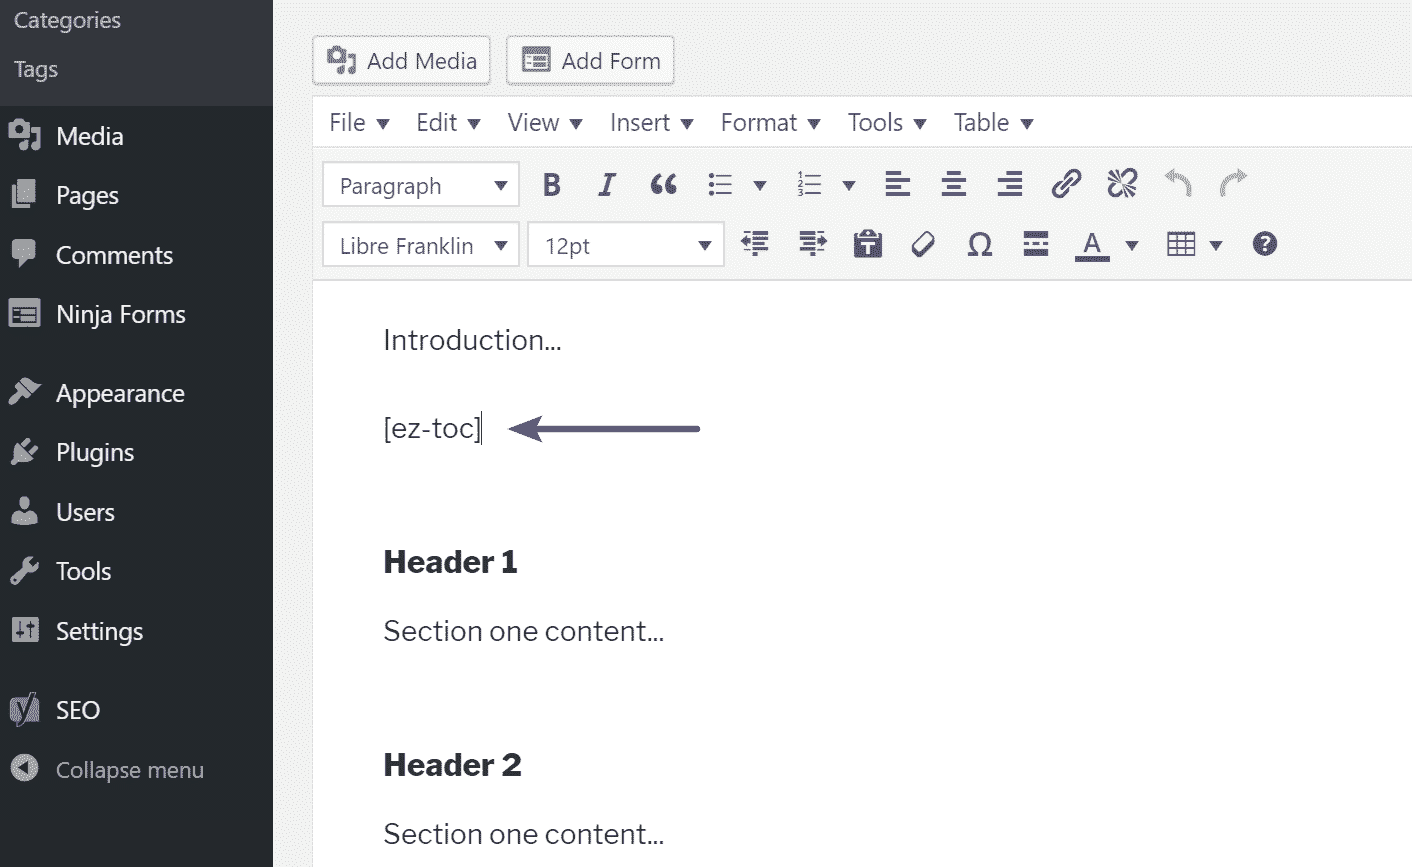 Categories
Tags
Media
Pages
Comments
Ninja Forms
Appearance
Plugins
Users
Tools
Settings
SEO
Collapse menu
Add Media Add Form
File Edit View Insert Format Tools Table
Paragraph B I
Libre Franklin 12pt Ω A
Introduction...
[ez-toc]
Header 1
Section one content...
Header 2
Section one content...